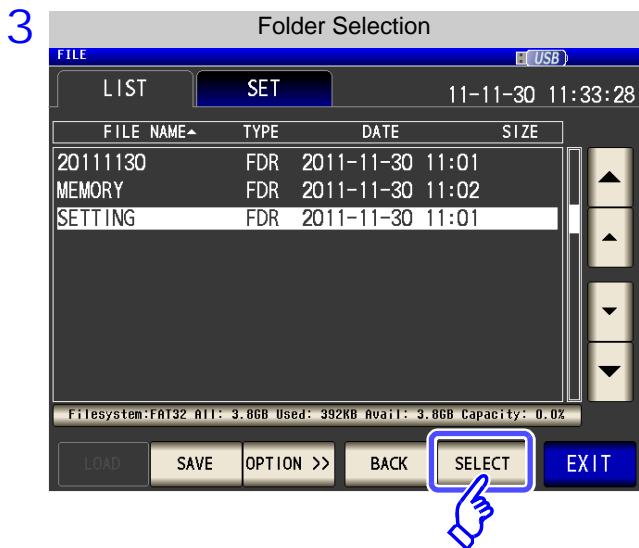 3
Folder Selection
FILE USB
LIST SET 11-11-30 11:33:28
FILE NAME TYPE DATE SIZE
20111130 FDR 2011-11-30 11:01
MEMORY FDR 2011-11-30 11:02
SETTING FDR 2011-11-30 11:01
Filesystem:FAT32 All: 3.8GB Used: 392KB Avail: 3.8GB Capacity: 0.0%
LOAD SAVE OPTION >> BACK SELECT EXIT